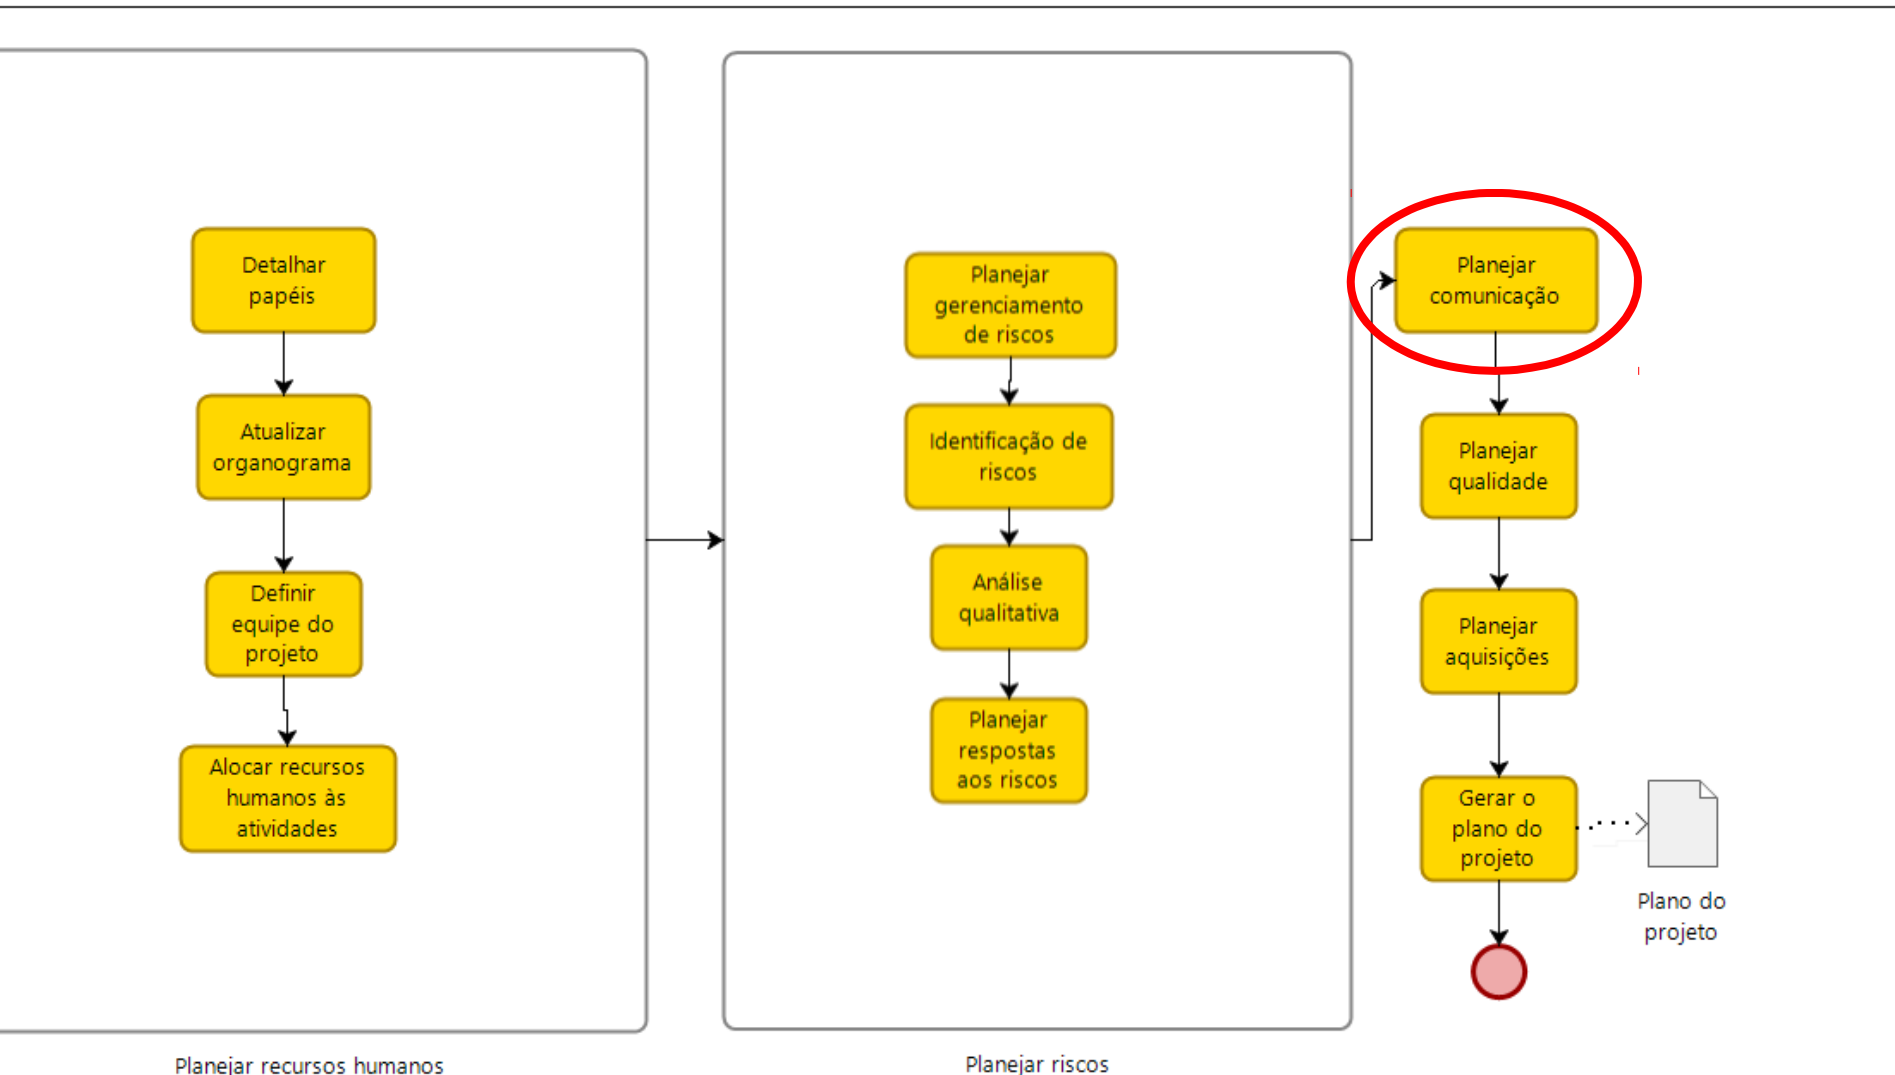 Detalhar
papéis
Atualizar
organograma
Definir
equipe do
projeto
Alocar recursos
humanos às
atividades
Planejar recursos humanos
Planejar
gerenciamento
de riscos
Identificação de
riscos
Análise
qualitativa
Planejar
respostas
aos riscos
Planejar riscos
Planejar
comunicação
Planejar
qualidade
Planejar
aquisições
Gerar o
plano do
projeto
Plano do
projeto